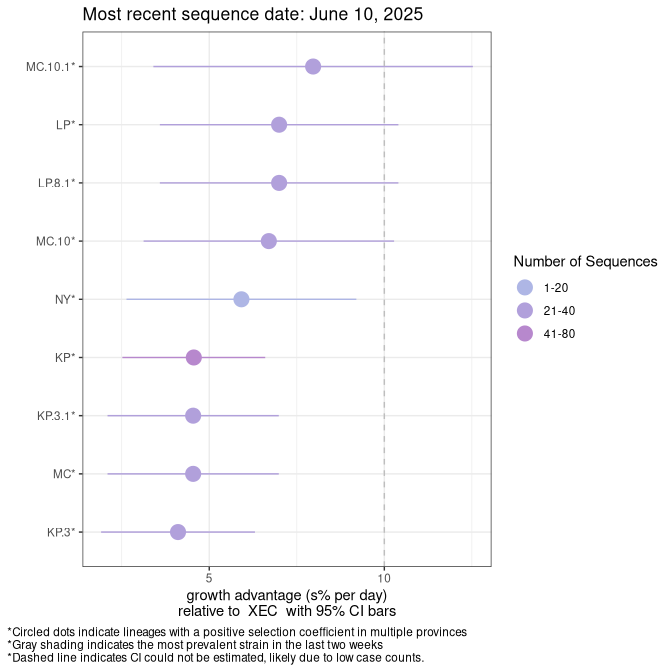 Most recent sequence date: June 10, 2025
MC.10.1*
LP*
LP.8.1*
MC.10*
NY*
KP*
KP.3.1*
MC*
KP.3*
5 10
growth advantage (s% per day)
relative to XEC with 95% CI bars
Number of Sequences
1-20
21-40
41-80
*Circled dots indicate lineages with a positive selection coefficient in multiple provinces
*Gray shading indicates the most prevalent strain in the last two weeks
*Dashed line indicates CI could not be estimated, likely due to low case counts.